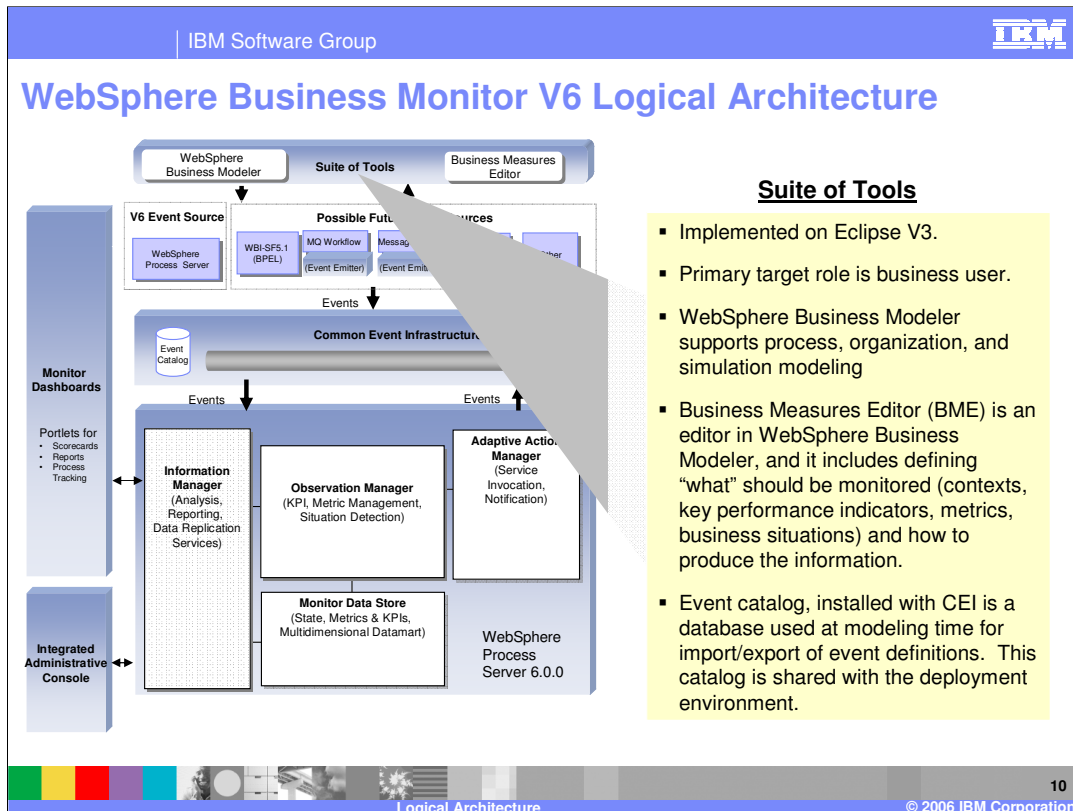 IBM Software Group
IBM
WebSphere Business Monitor V6 Logical Architecture
WebSphere
Business Modeler
Suite of Tools
Business Measures
Editor
V6 Event Source
WebSphere
Process Server
Possible
WBI-SF5.1
(BPEL)
MQ Workflow
(Event Emitter)
(Event
Events
Common Event
Event
Catalog
Events
Events
Monitor
Dashboards
Portlets for
• Scorecards
• Reports
• Process
Tracking
Information
Manager
(Analysis,
Reporting,
Data Replication
Services)
Observation Manager
(KPI, Metric Management,
Situation Detection)
Adaptive Action
Manager
(Service
Invocation,
Notification)
Monitor Data Store
(State, Metrics & KPIs,
Multidimensional Datamart)
WebSphere
Process
Server 6.0.0
Integrated
Administrative
Console
Suite of Tools
▪ Implemented on Eclipse V3.
▪ Primary target role is business user.
▪ WebSphere Business Modeler
supports process, organization, and
simulation modeling
▪ Business Measures Editor (BME) is an
editor in WebSphere Business
Modeler, and it includes defining
“what” should be monitored (contexts,
key performance indicators, metrics,
business situations) and how to
produce the information.
▪ Event catalog, installed with CEI is a
database used at modeling time for
import/export of event definitions. This
catalog is shared with the deployment
environment.
10
Logical Architecture
© 2006 IBM Corporation